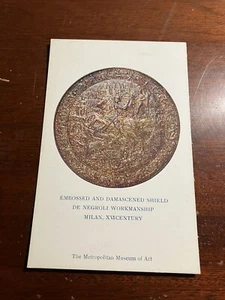 EMBOSSED AND DAMASCENED SHIELD
DE NEGROLI WORKMANSHIP
MILAN, XVI CENTURY
The Metropolitan Museum of Art